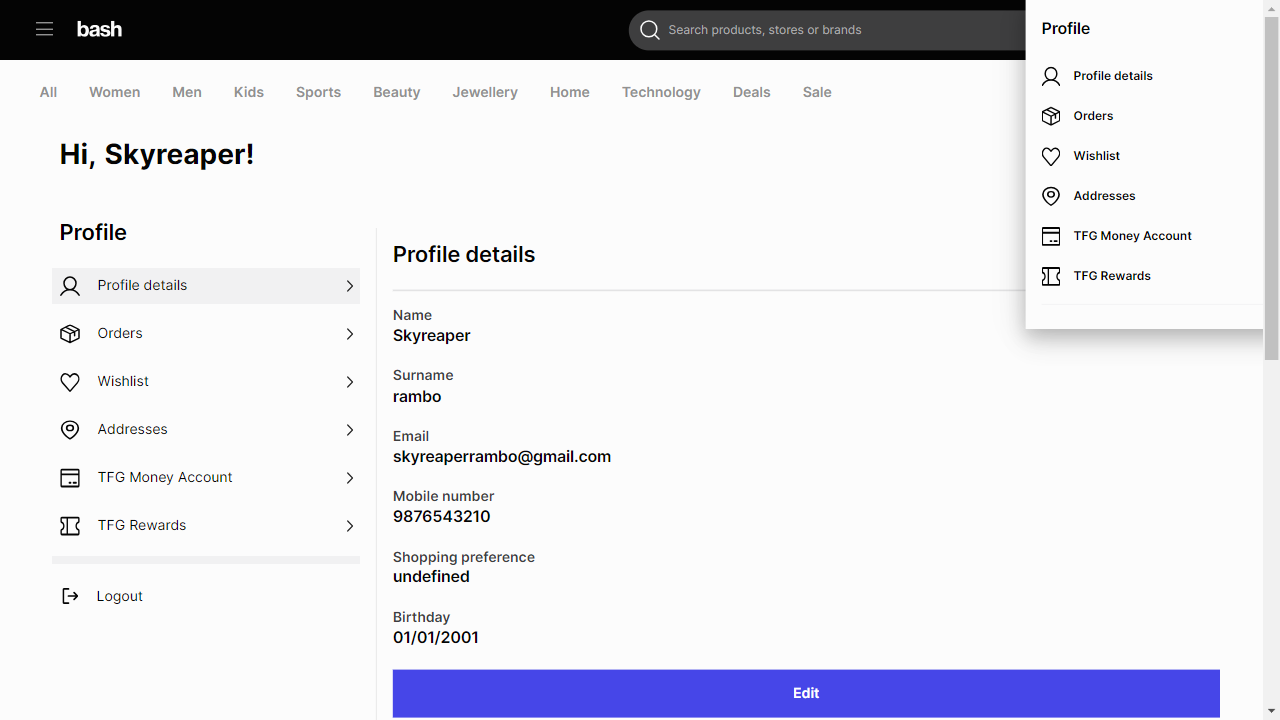 bash
Search products, stores or brands
All Women Men Kids Sports Beauty Jewellery Home Technology Deals Sale
Hi, Skyreaper!
Profile
Profile details
Orders
Wishlist
Addresses
TFG Money Account
TFG Rewards
Logout
Profile details
Name
Skyreaper
Surname
rambo
Email
skyreaperrambo@gmail.com
Mobile number
9876543210
Shopping preference
undefined
Birthday
01/01/2001
Edit
Profile
Profile details
Orders
Wishlist
Addresses
TFG Money Account
TFG Rewards